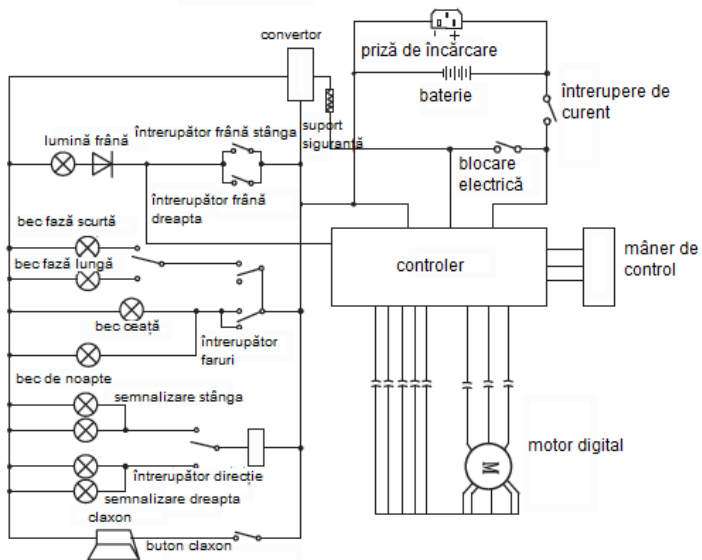 convertor
- +
priză de încărcare
baterie
întrerupere de
curent
suport
siguranță
lumină frână
întrerupător frână stânga
întrerupător frână
dreapta
blocare
electrică
bec fază scurtă
bec fază lungă
controler
mâner de
control
bec ceață
întrerupător
faruri
bec de noapte
semnalizare stânga
întrerupător direcție
semnalizare dreapta
motor digital
M
claxon
buton claxon